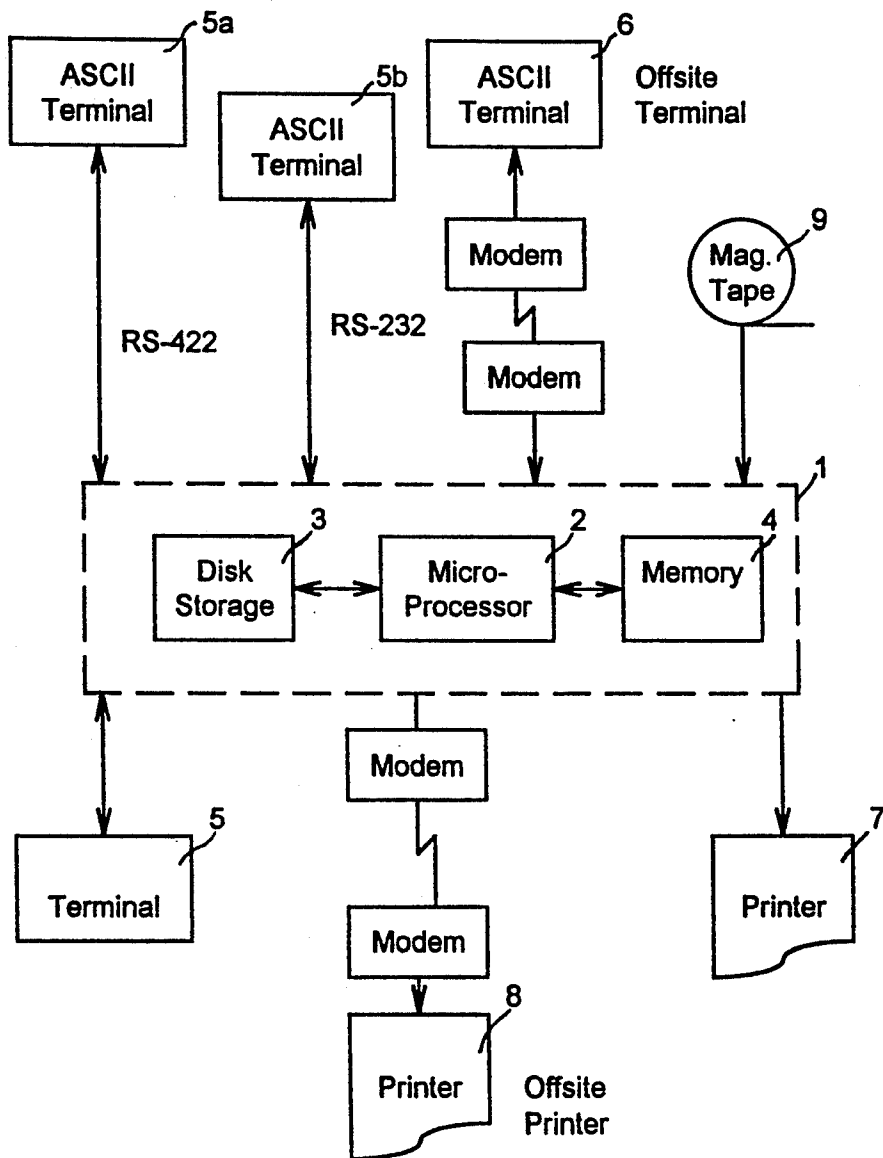 5a
ASCII
Terminal
5b
ASCII
Terminal
6
ASCII
Terminal
Offsite
Terminal
Modem
Modem
9
Mag.
Tape
RS-422
RS-232
1
3
Disk
Storage
2
Micro-
Processor
4
Memory
Modem
Modem
5
Terminal
7
Printer
8
Printer
Offsite
Printer